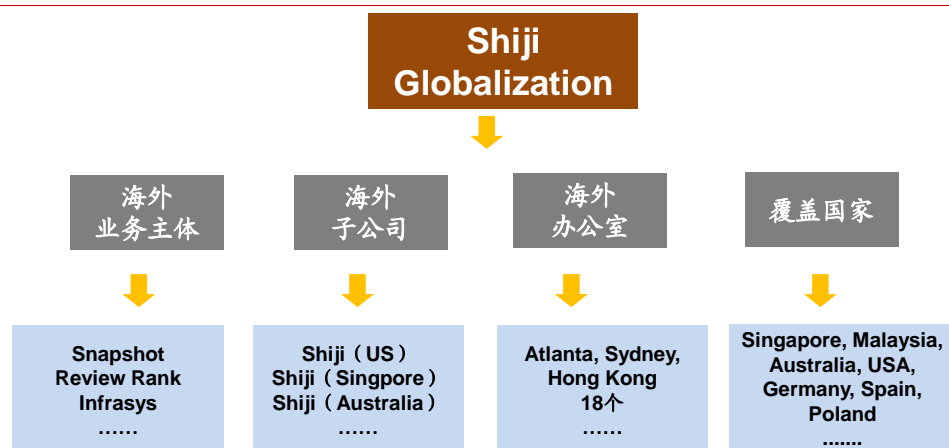 Shiji
Globalization
海外
业务主体
海外
子公司
海外
办公室
覆盖国家
Snapshot
Review Rank
Infrasys
……
Shiji（US）
Shiji（Singpore）
Shiji（Australia）
……
Atlanta, Sydney,
Hong Kong
18个
……
Singapore, Malaysia,
Australia, USA,
Germany, Spain,
Poland
.......